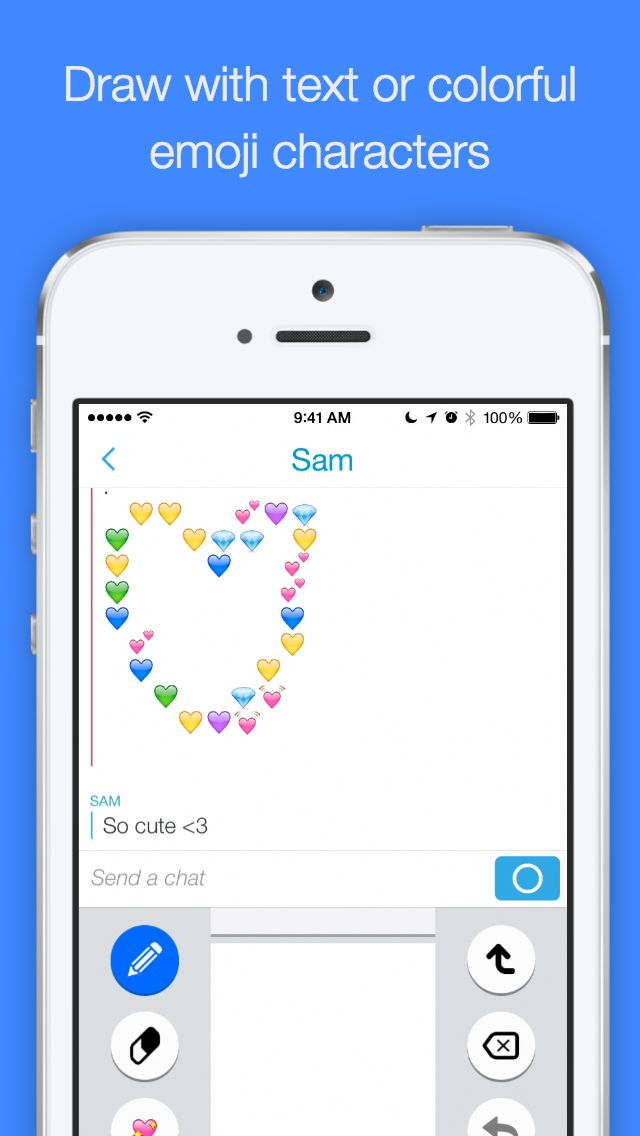 Draw with text or colorful
emoji characters
9:41 AM
100%
Sam
SAM
So cute <3
Send a chat